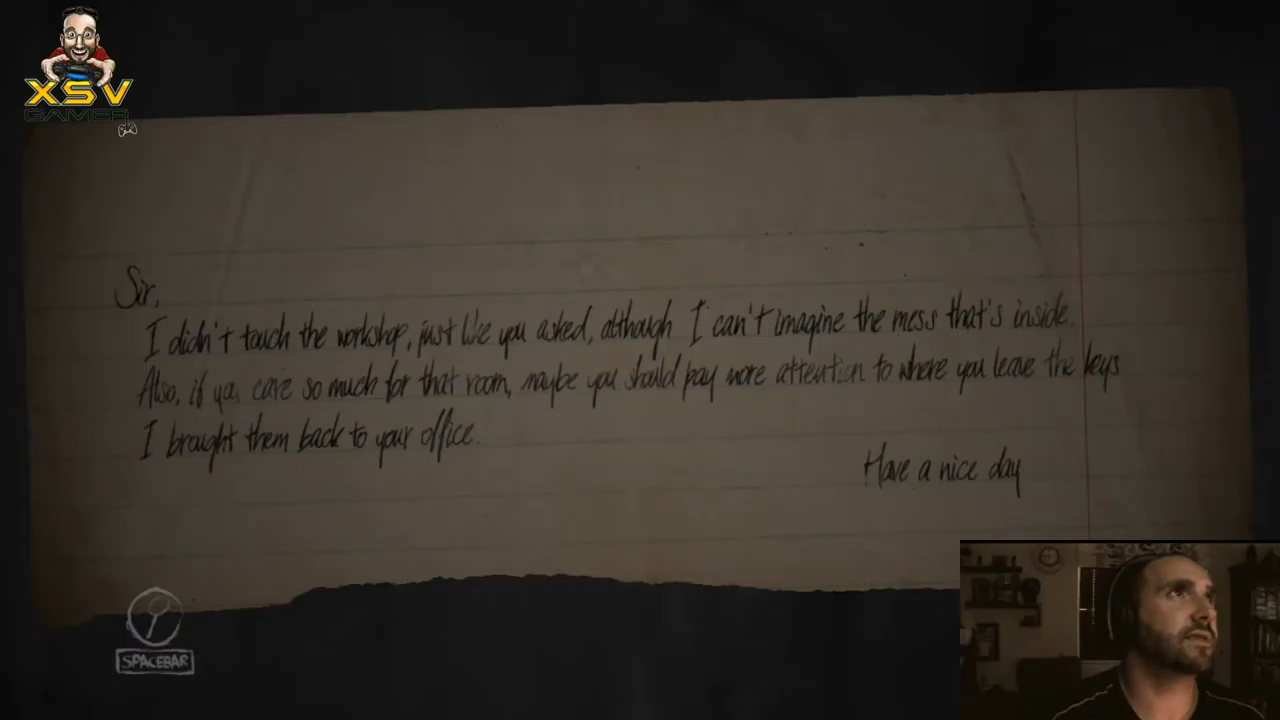 XSV
GAMER
Sir,
I didn't touch the workshop, just like you asked, although I can't imagine the mess that's inside.
Also, if you care so much for that room, maybe you should pay more attention to where you leave the keys
I brought them back to your office.
Have a nice day
SPACEBAR